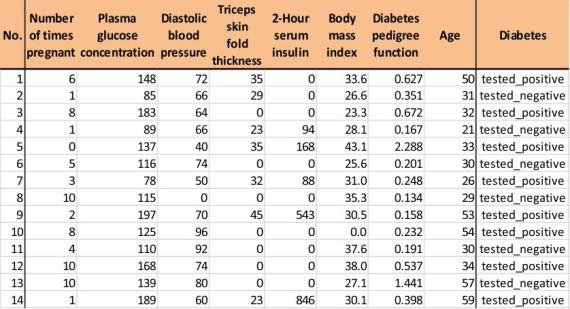 No. | Number of times pregnant | Plasma glucose concentration | Diastolic blood pressure | Triceps skin fold thickness | 2-Hour serum insulin | Body mass index | Diabetes pedigree function | Age | Diabetes
1 6 148 72 35 0 33.6 0.627 50 tested_positive
2 1 85 66 29 0 26.6 0.351 31 tested_negative
3 8 183 64 0 0 23.3 0.672 32 tested_positive
4 1 89 66 23 94 28.1 0.167 21 tested_negative
5 0 137 40 35 168 43.1 2.288 33 tested_positive
6 5 116 74 0 0 25.6 0.201 30 tested_negative
7 3 78 50 32 88 31.0 0.248 26 tested_positive
8 10 115 0 0 0 35.3 0.134 29 tested_negative
9 2 197 70 45 543 30.5 0.158 53 tested_positive
10 8 125 96 0 0 0.0 0.232 54 tested_positive
11 4 110 92 0 0 37.6 0.191 30 tested_negative
12 10 168 74 0 0 38.0 0.537 34 tested_positive
13 10 139 80 0 0 27.1 1.441 57 tested_negative
14 1 189 60 23 846 30.1 0.398 59 tested_positive